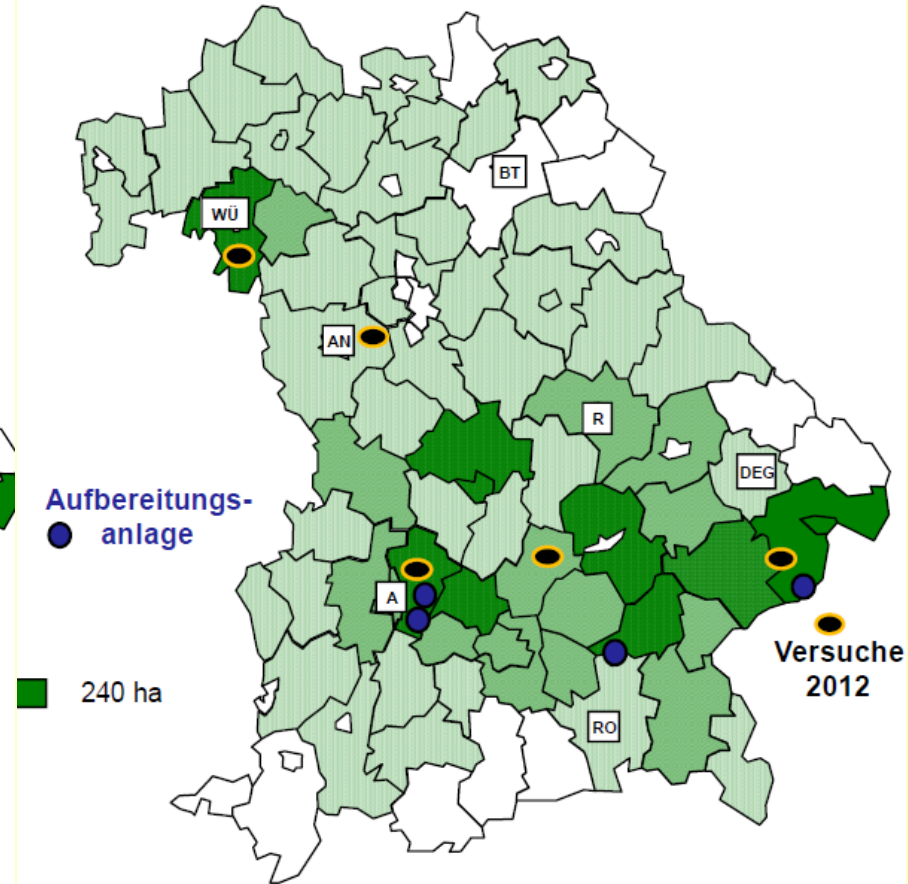 BT
WÜ
AN
R
DEG
Aufbereitungs-
anlage
A
Versuche
2012
240 ha
RO